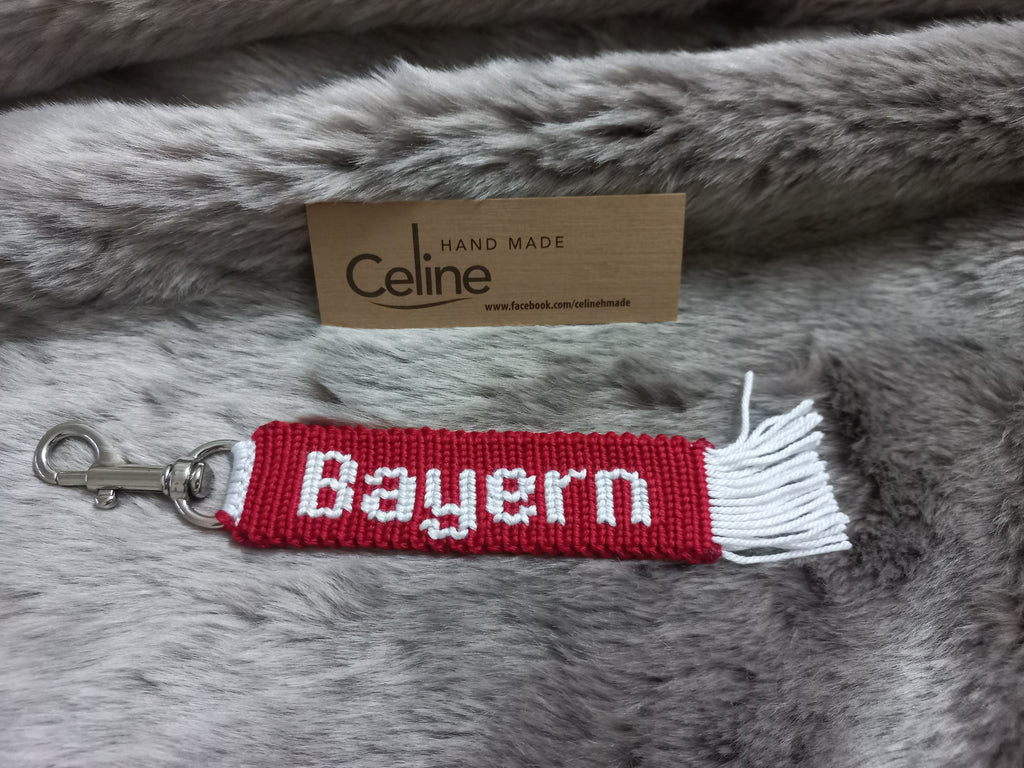 HAND MADE
Celine
www.facebook.com/celinehmade
Bayern